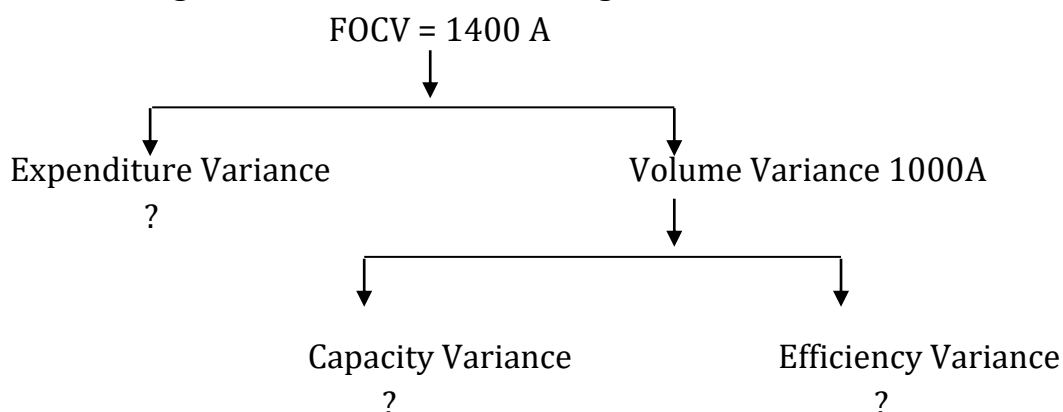 FOCV = 1400 A
Expenditure Variance
Volume Variance 1000A
?
Capacity Variance
Efficiency Variance
?
?